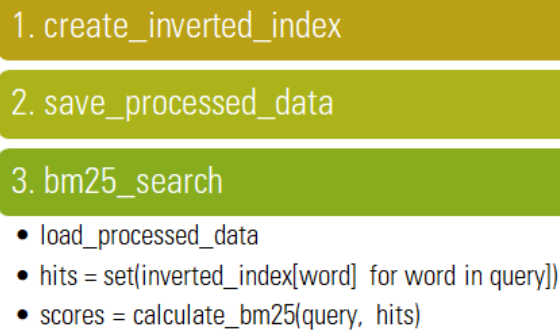 1. create_inverted_index
2. save_processed_data
3. bm25_search
• load_processed_data
• hits = set(inverted_index[word] for word in query])
• scores = calculate_bm25(query, hits)